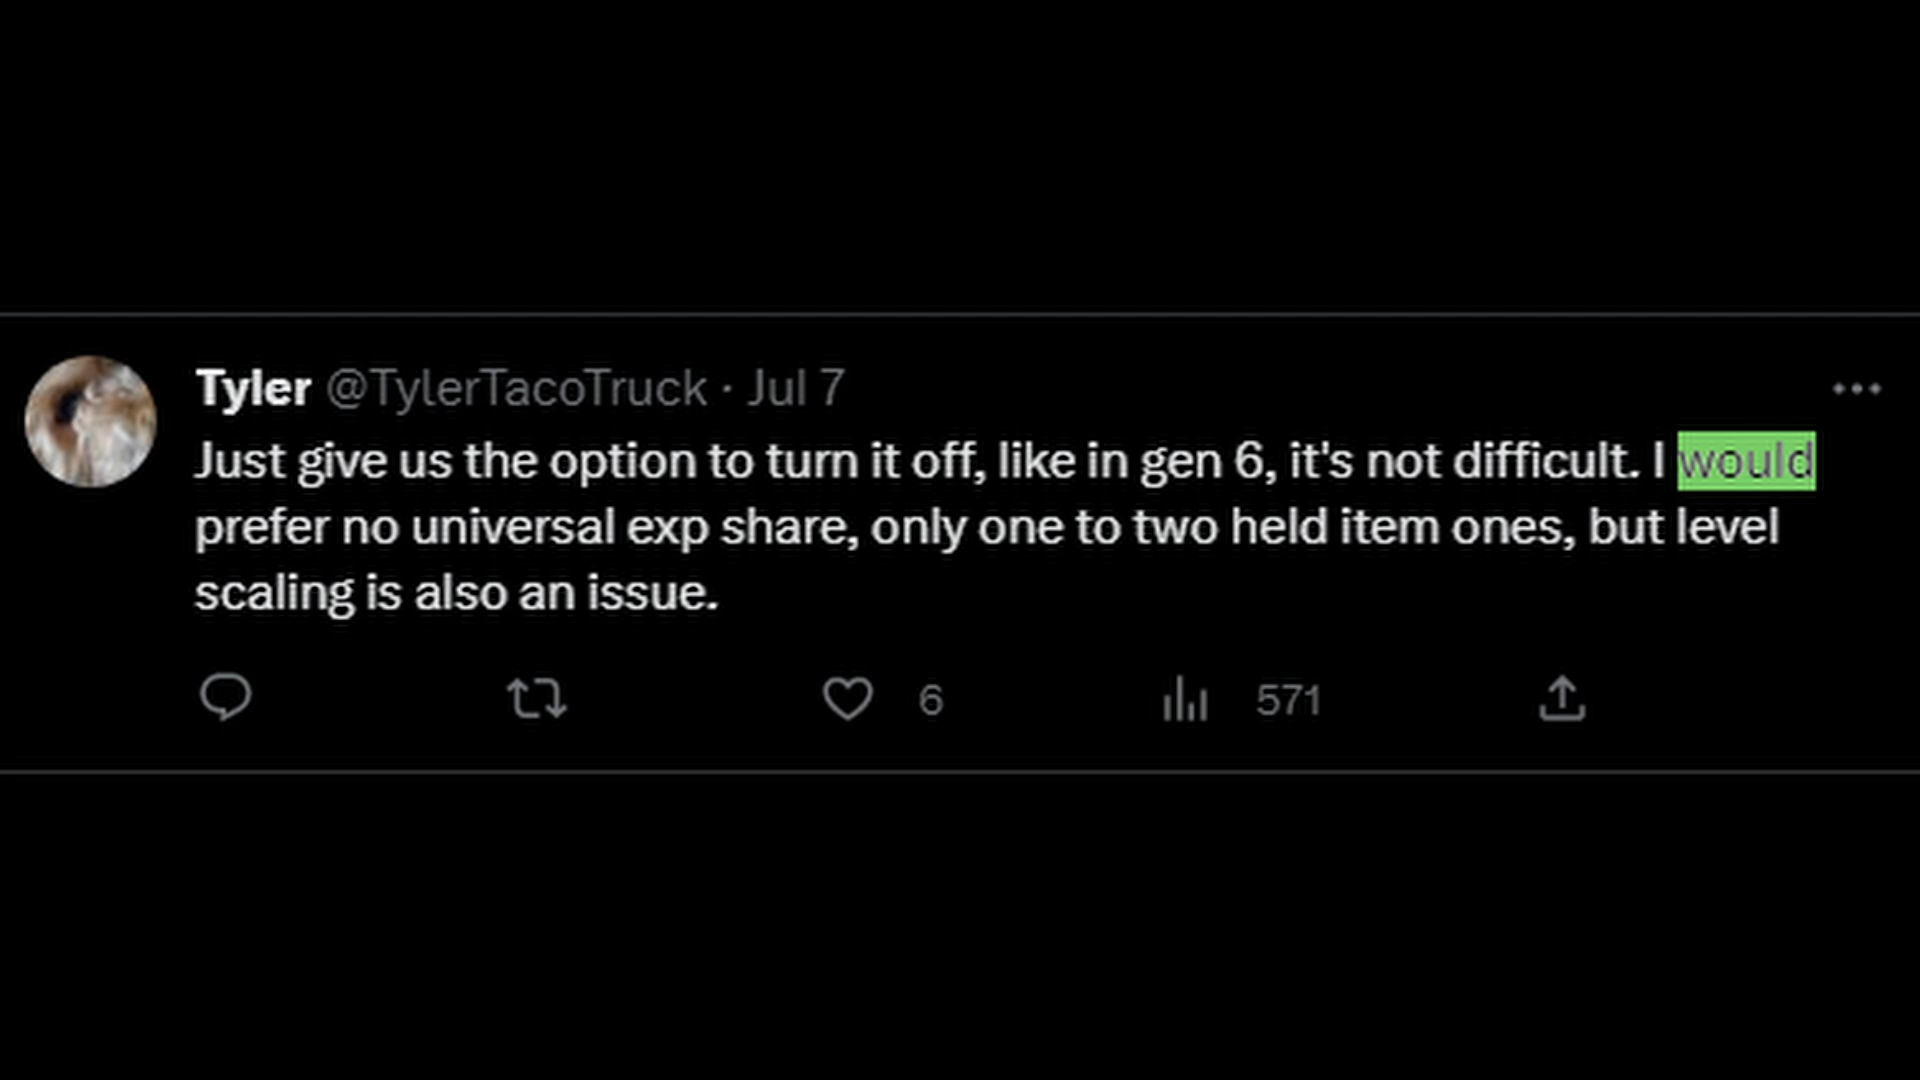 Tyler @TylerTacoTruck · Jul 7
Just give us the option to turn it off, like in gen 6, it's not difficult. I would
prefer no universal exp share, only one to two held item ones, but level
scaling is also an issue.
6 571